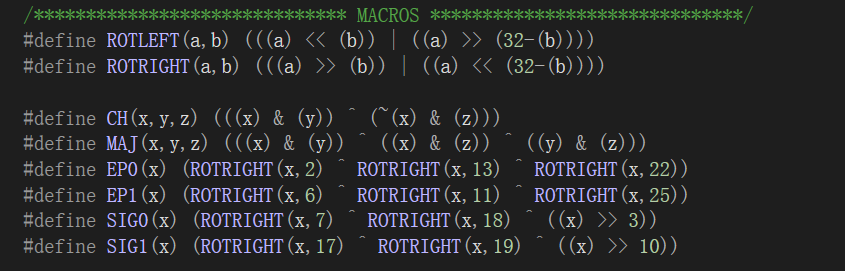 /****************************** MACROS ******************************/
#define ROTLEFT(a,b) (((a) << (b)) | ((a) >> (32-(b))))
#define ROTRIGHT(a,b) (((a) >> (b)) | ((a) << (32-(b))))
#define CH(x,y,z) (((x) & (y)) ^ (~(x) & (z)))
#define MAJ(x,y,z) (((x) & (y)) ^ ((x) & (z)) ^ ((y) & (z)))
#define EP0(x) (ROTRIGHT(x,2) ^ ROTRIGHT(x,13) ^ ROTRIGHT(x,22))
#define EP1(x) (ROTRIGHT(x,6) ^ ROTRIGHT(x,11) ^ ROTRIGHT(x,25))
#define SIG0(x) (ROTRIGHT(x,7) ^ ROTRIGHT(x,18) ^ ((x) >> 3))
#define SIG1(x) (ROTRIGHT(x,17) ^ ROTRIGHT(x,19) ^ ((x) >> 10))